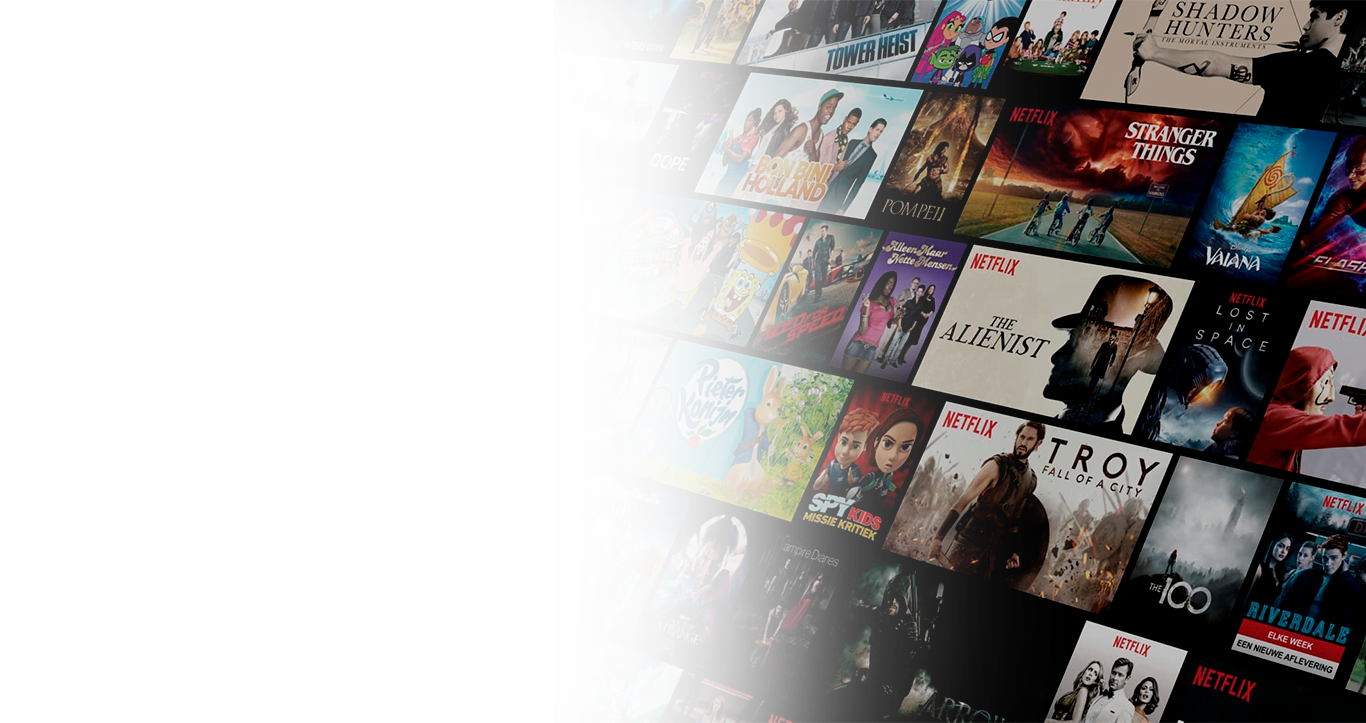 TOWER HEIST
SHADOW
HUNTERS
THE MORTAL INSTRUMENTS
DOPE
BON BINI
HOLLAND
POMPEII
NETFLIX
STRANGER
THINGS
Disney
VAIANA
FLASH
Alleen Maar
Nette Mensen
NEED FOR
SPEED
NETFLIX
THE
ALIENIST
NETFLIX
LOST
IN
SPACE
NETFLIX
Pieter
Konijn
NETFLIX
SPY KIDS
MISSIE KRITIEK
NETFLIX
TROY
FALL OF A CITY
THE 100
NETFLIX
RIVERDALE
ELKE WEEK
EEN NIEUWE AFLEVERING
Vampire Diaries
ARROW
NETFLIX
NETFLIX